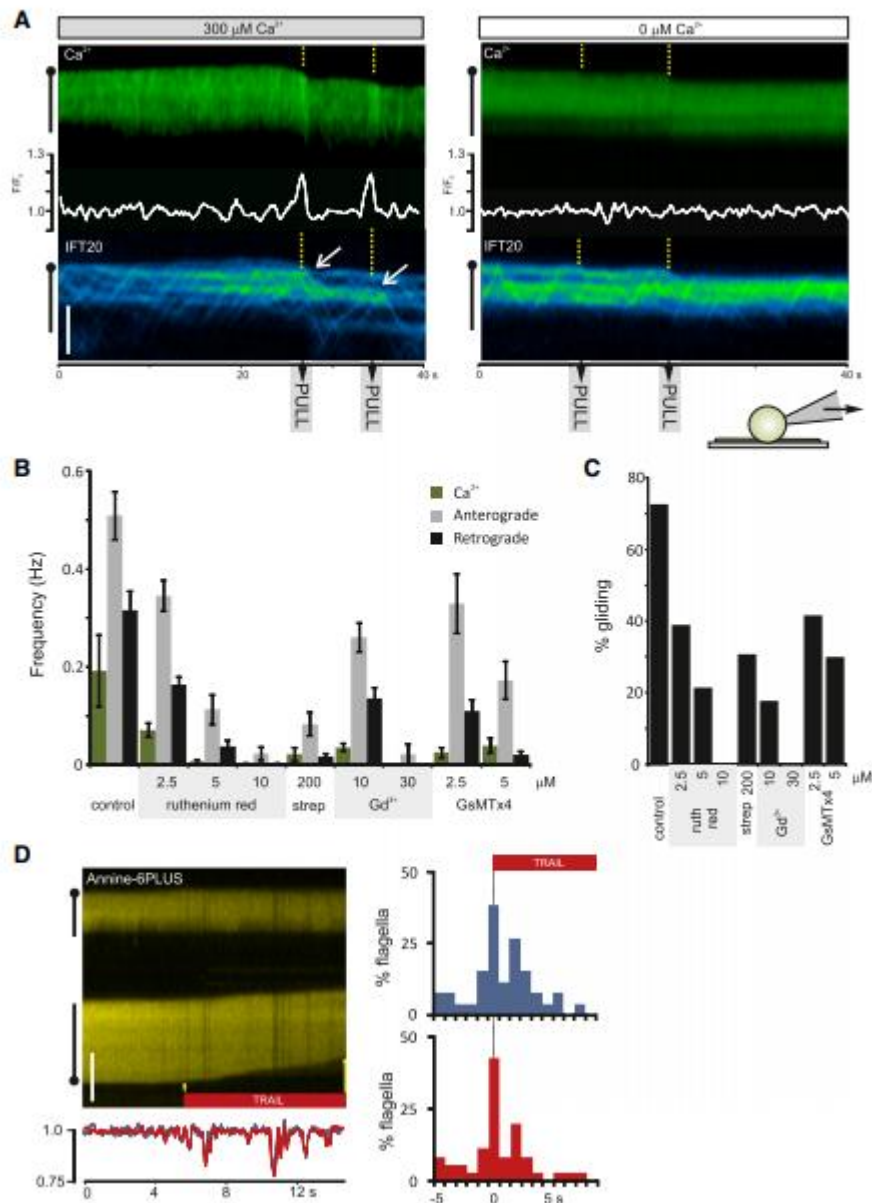 A
300 µM Ca²⁺
0 µM Ca²⁺
Ca²⁺
Ca²⁺
1.3
F/F₀
1.0
1.3
F/F₀
1.0
IFT20
IFT20
0 20 40 s
0 40 s
PULL PULL
PULL PULL
B
Frequency (Hz)
0.6
0.4
0.2
0
Ca²⁺
Anterograde
Retrograde
2.5 5 10 200 10 30 2.5 5 µM
control ruthenium red strep Gd³⁺ GsMTx4
C
% gliding
80
60
40
20
0
2.5 5 10 200 10 30 2.5 5 µM
control ruth red strep Gd³⁺ GsMTx4
D
Annine-6PLUS
TRAIL
1.0
0.75
0 4 8 12 s
TRAIL
% flagella
50
25
0
% flagella
50
25
0
-5 0 5 s